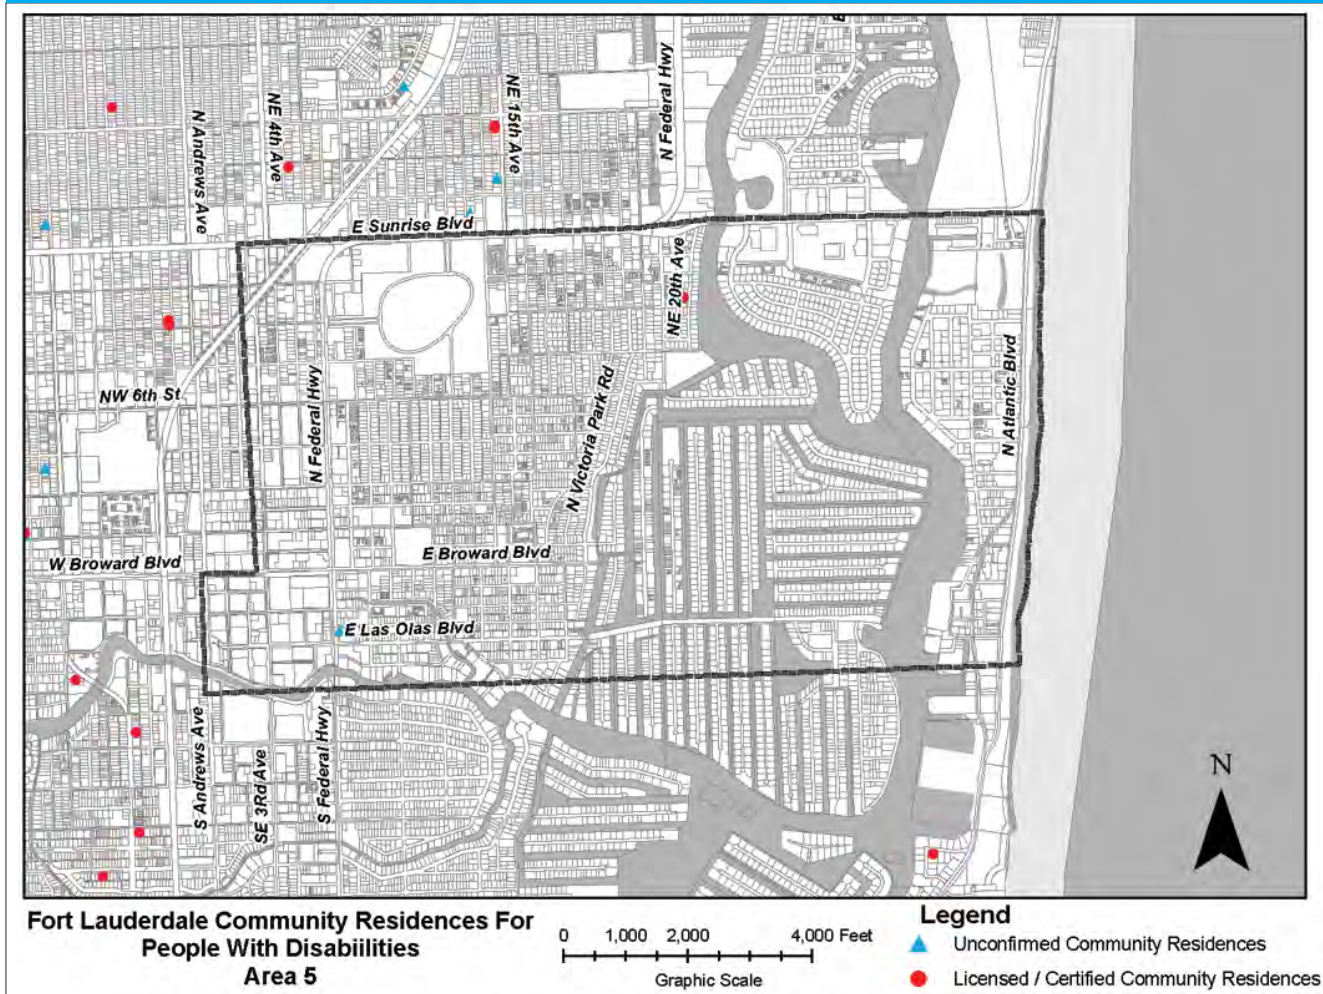 N Andrews Ave
NE 4th Ave
NE 15th Ave
N Federal Hwy
E Sunrise Blvd
NE 20th Ave
NW 6th St
N Federal Hwy
N Victoria Park Rd
N Atlantic Blvd
W Broward Blvd
E Broward Blvd
E Las Olas Blvd
S Andrews Ave
SE 3Rd Ave
S Federal Hwy
N
Fort Lauderdale Community Residences For
People With Disabiilities
Area 5
0 1,000 2,000 4,000 Feet
Graphic Scale
Legend
Unconfirmed Community Residences
Licensed / Certified Community Residences